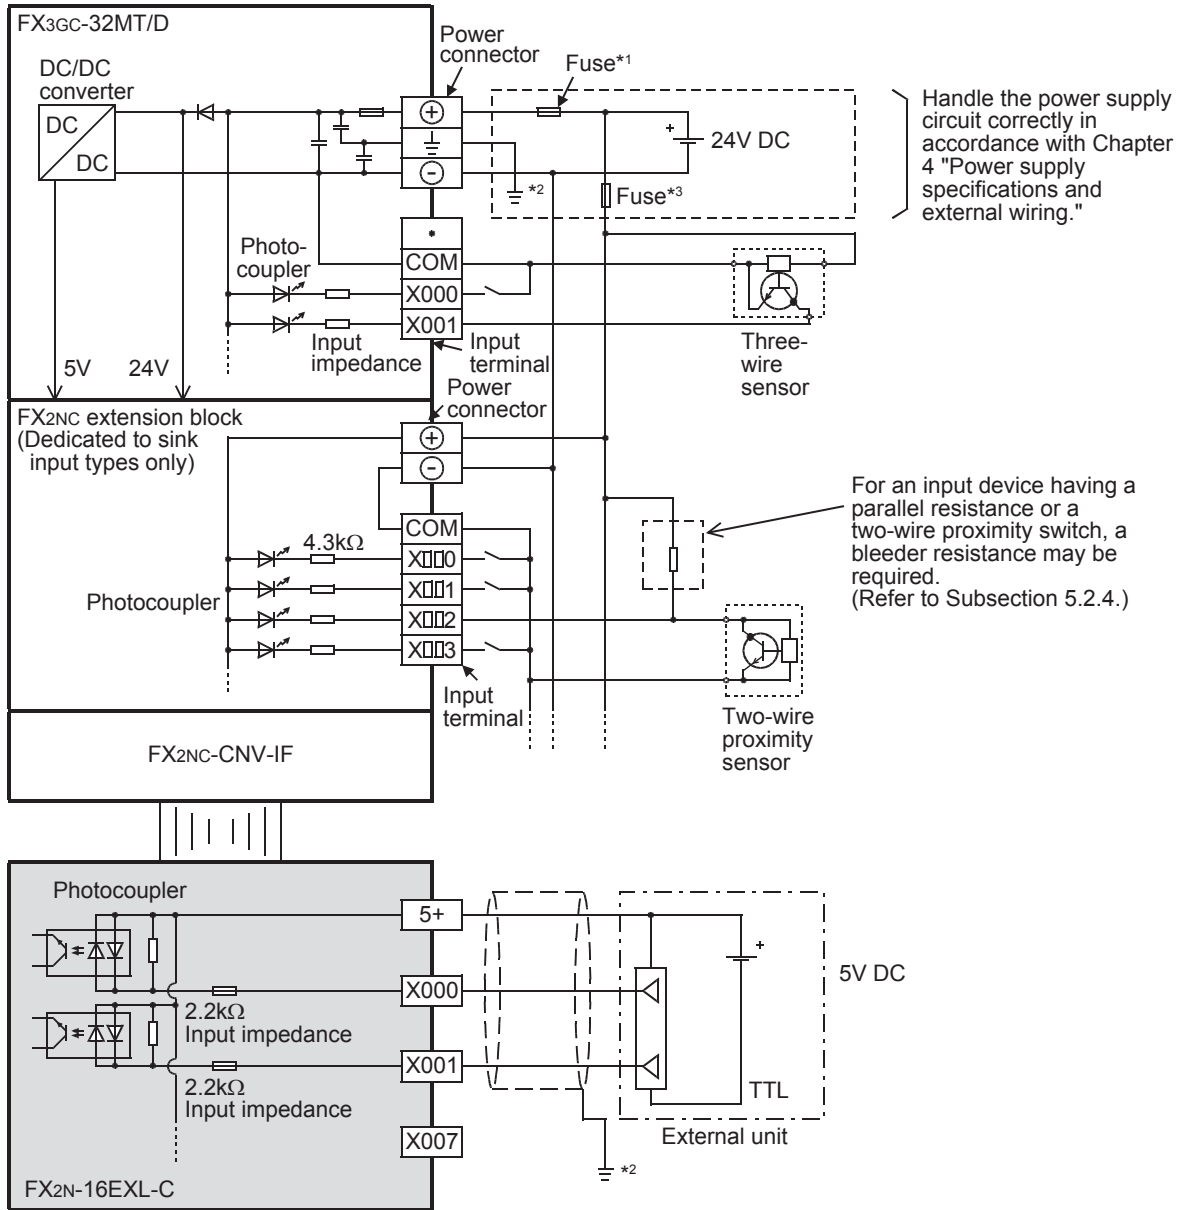 FX3GC-32MT/D
Power
connector
Fuse*1
DC/DC
converter
DC
DC
+
-
24V DC
*2
Fuse*3
Handle the power supply
circuit correctly in
accordance with Chapter
4 "Power supply
specifications and
external wiring."
•
COM
X000
X001
Photo-
coupler
Input
impedance
Input
terminal
Three-
wire
sensor
5V
24V
Power
connector
FX2NC extension block
(Dedicated to sink
input types only)
+
-
COM
X▯▯0
X▯▯1
X▯▯2
X▯▯3
4.3kΩ
Photocoupler
Input
terminal
For an input device having a
parallel resistance or a
two-wire proximity switch, a
bleeder resistance may be
required.
(Refer to Subsection 5.2.4.)
Two-wire
proximity
sensor
FX2NC-CNV-IF
Photocoupler
5+
X000
2.2kΩ
Input impedance
X001
2.2kΩ
Input impedance
X007
+
5V DC
TTL
External unit
*2
FX2N-16EXL-C